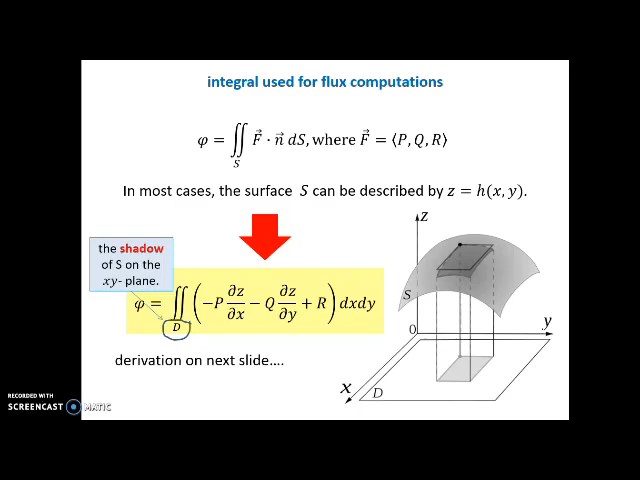 integral used for flux computations
φ = ∬_S F⃗ · n⃗ dS, where F⃗ = ⟨P, Q, R⟩
In most cases, the surface S can be described by z = h(x, y).
the shadow
of S on the
xy- plane.
φ = ∬_D (−P ∂z/∂x − Q ∂z/∂y + R) dxdy
derivation on next slide....
z
S
0
y
x
D
RECORDED WITH
SCREENCAST MATIC